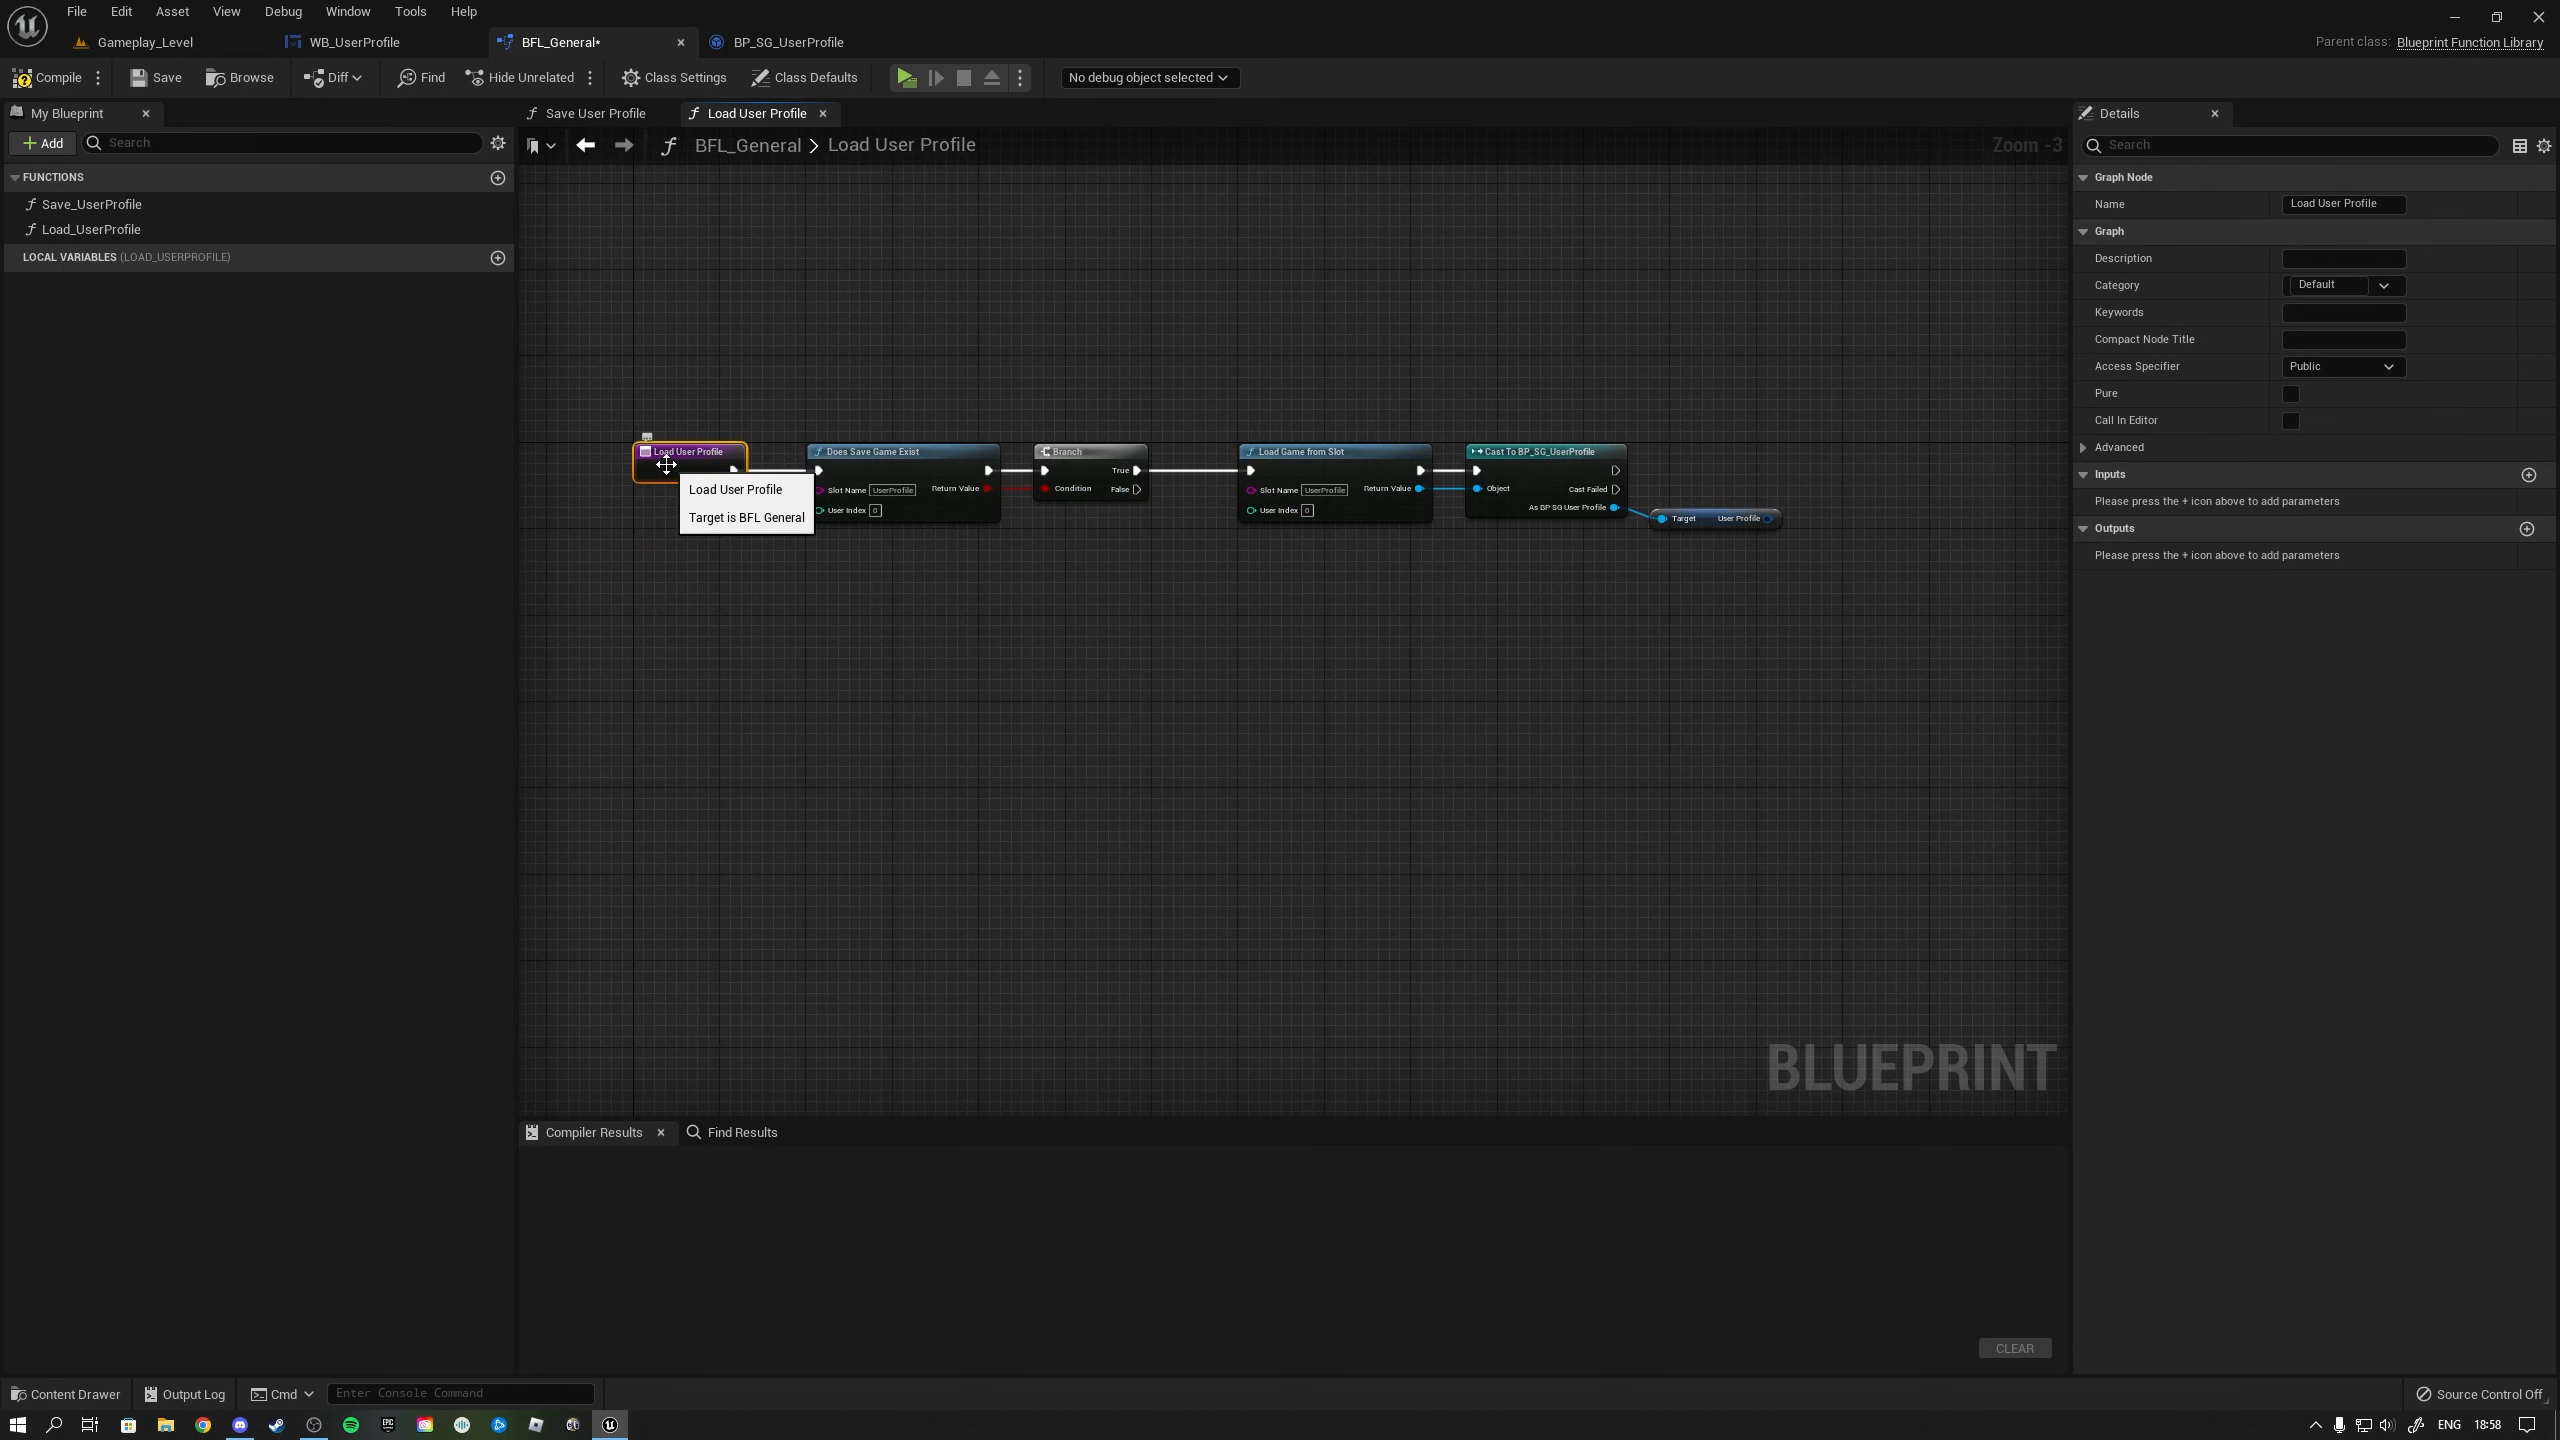 File Edit Asset View Debug Window Tools Help
Gameplay_Level WB_UserProfile BFL_General* BP_SG_UserProfile
Parent class: Blueprint Function Library
Compile Save Browse Diff Find Hide Unrelated Class Settings Class Defaults No debug object selected
My Blueprint
Save User Profile Load User Profile
Details
Add Search
BFL_General > Load User Profile
Zoom -3
Search
FUNCTIONS
Save_UserProfile
Load_UserProfile
LOCAL VARIABLES (LOAD_USERPROFILE)
Load User Profile
Load User Profile
Target is BFL General
Does Save Game Exist
Slot Name UserProfile Return Value
User Index 0
Branch
True
Condition False
Load Game from Slot
Slot Name UserProfile Return Value
User Index 0
Cast To BP_SG_UserProfile
Object Cast Failed
As BP SG User Profile
Target User Profile
BLUEPRINT
Graph Node
Name Load User Profile
Graph
Description
Category Default
Keywords
Compact Node Title
Access Specifier Public
Pure
Call In Editor
Advanced
Inputs
Please press the + icon above to add parameters
Outputs
Please press the + icon above to add parameters
Compiler Results Find Results
CLEAR
Content Drawer Output Log Cmd Enter Console Command Source Control Off
ENG 18:58